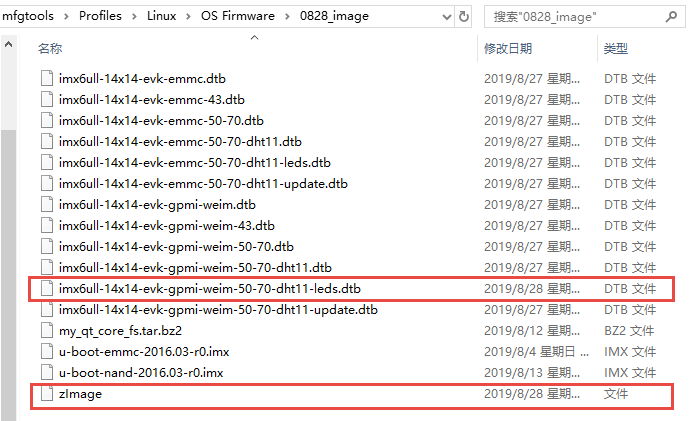 mfgtools > Profiles > Linux > OS Firmware > 0828_image 搜索"0828_image"
名称 修改日期 类型
imx6ull-14x14-evk-emmc.dtb 2019/8/27 星期... DTB 文件
imx6ull-14x14-evk-emmc-43.dtb 2019/8/27 星期... DTB 文件
imx6ull-14x14-evk-emmc-50-70.dtb 2019/8/27 星期... DTB 文件
imx6ull-14x14-evk-emmc-50-70-dht11.dtb 2019/8/27 星期... DTB 文件
imx6ull-14x14-evk-emmc-50-70-dht11-leds.dtb 2019/8/27 星期... DTB 文件
imx6ull-14x14-evk-emmc-50-70-dht11-update.dtb 2019/8/27 星期... DTB 文件
imx6ull-14x14-evk-gpmi-weim.dtb 2019/8/27 星期... DTB 文件
imx6ull-14x14-evk-gpmi-weim-43.dtb 2019/8/27 星期... DTB 文件
imx6ull-14x14-evk-gpmi-weim-50-70.dtb 2019/8/27 星期... DTB 文件
imx6ull-14x14-evk-gpmi-weim-50-70-dht11.dtb 2019/8/27 星期... DTB 文件
imx6ull-14x14-evk-gpmi-weim-50-70-dht11-leds.dtb 2019/8/28 星期... DTB 文件
imx6ull-14x14-evk-gpmi-weim-50-70-dht11-update.dtb 2019/8/27 星期... DTB 文件
my_qt_core_fs.tar.bz2 2019/8/12 星期... BZ2 文件
u-boot-emmc-2016.03-r0.imx 2019/8/4 星期日 ... IMX 文件
u-boot-nand-2016.03-r0.imx 2019/8/13 星期... IMX 文件
zImage 2019/8/28 星期... 文件